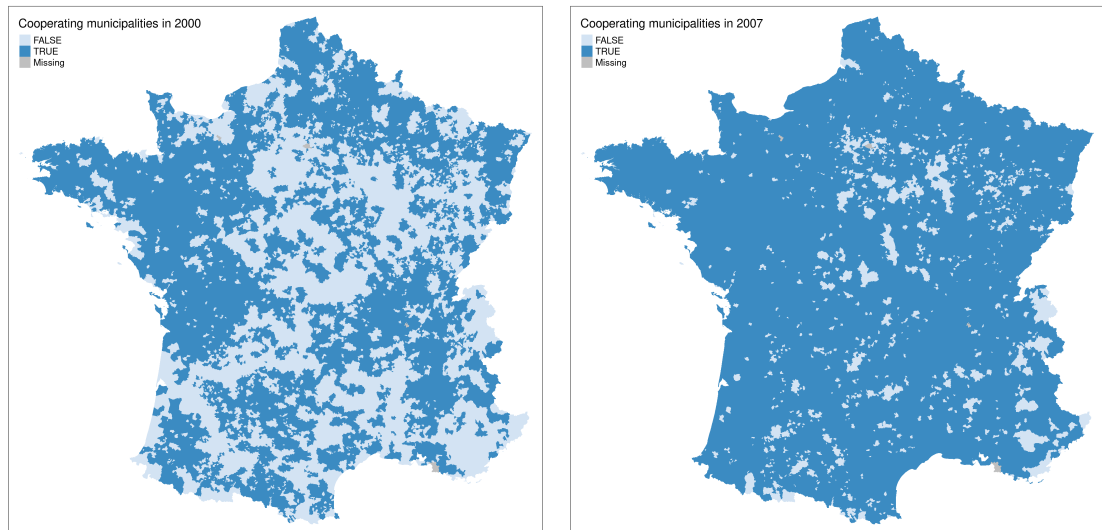 Cooperating municipalities in 2000
FALSE
TRUE
Missing
Cooperating municipalities in 2007
FALSE
TRUE
Missing